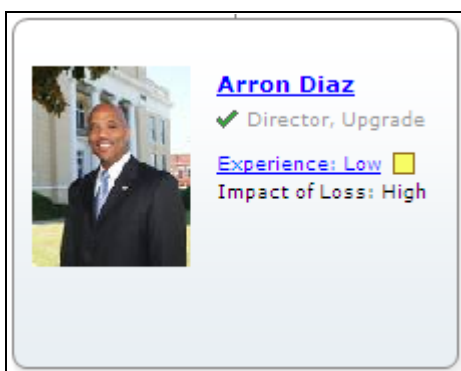 Arron Diaz
Director, Upgrade
Experience: Low
Impact of Loss: High